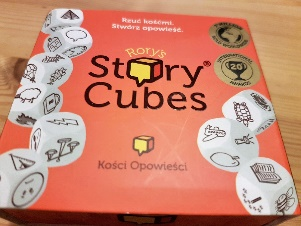 Rzuć kośćmi.
Stwórz opowieść.
Rory's
Story®
Cubes
Kości Opowieści